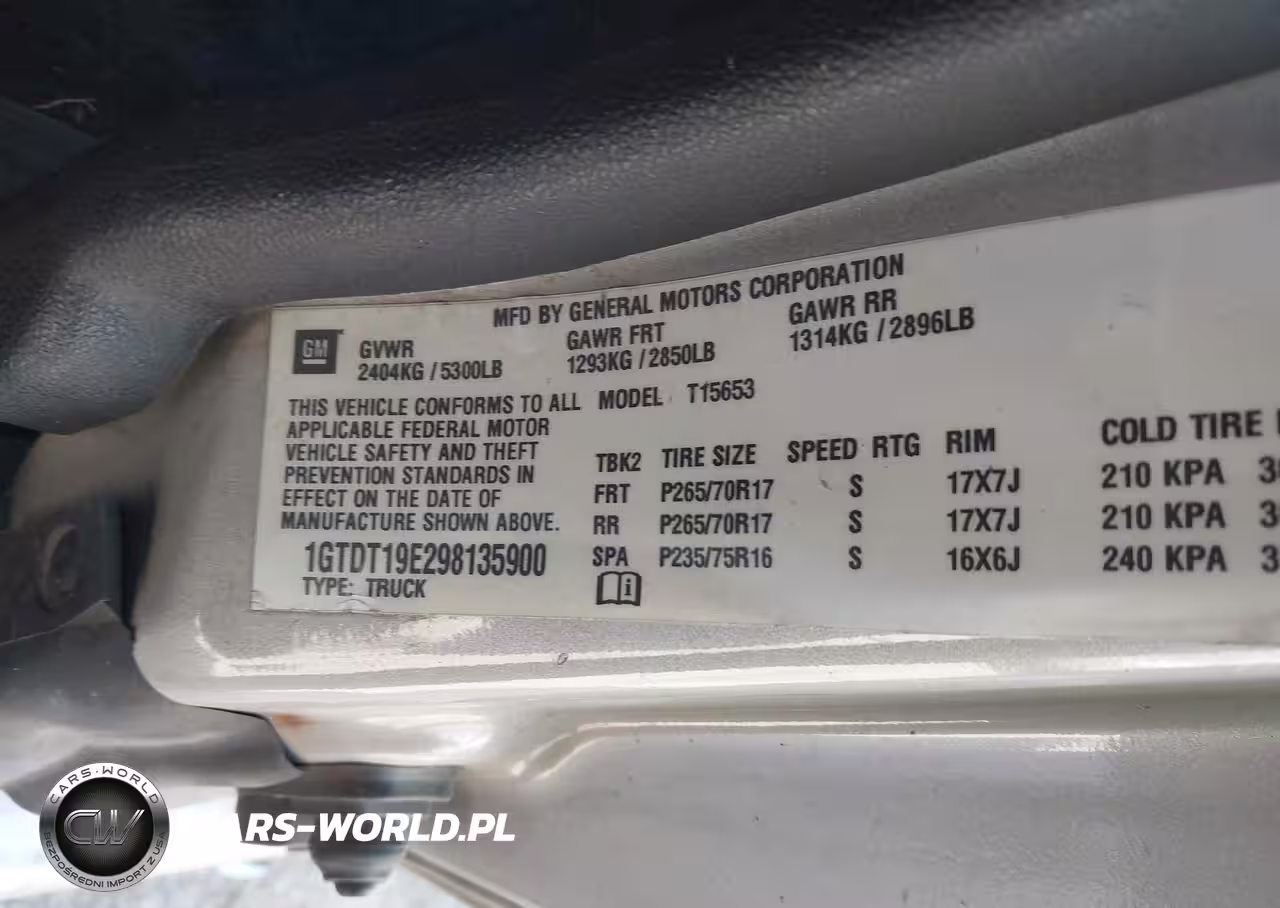 MFD BY GENERAL MOTORS CORPORATION
GM
GVWR GAWR FRT GAWR RR
2404KG / 5300LB 1293KG / 2850LB 1314KG / 2896LB
THIS VEHICLE CONFORMS TO ALL MODEL T15653
APPLICABLE FEDERAL MOTOR
VEHICLE SAFETY AND THEFT
PREVENTION STANDARDS IN
EFFECT ON THE DATE OF
MANUFACTURE SHOWN ABOVE.
TBK2 TIRE SIZE SPEED RTG RIM COLD TIRE
FRT P265/70R17 S 17X7J 210 KPA
RR P265/70R17 S 17X7J 210 KPA
SPA P235/75R16 S 16X6J 240 KPA
1GTDT19E298135900
TYPE: TRUCK
CARS-WORLD
CW
BEZPOŚREDNI IMPORT Z USA
CARS-WORLD.PL